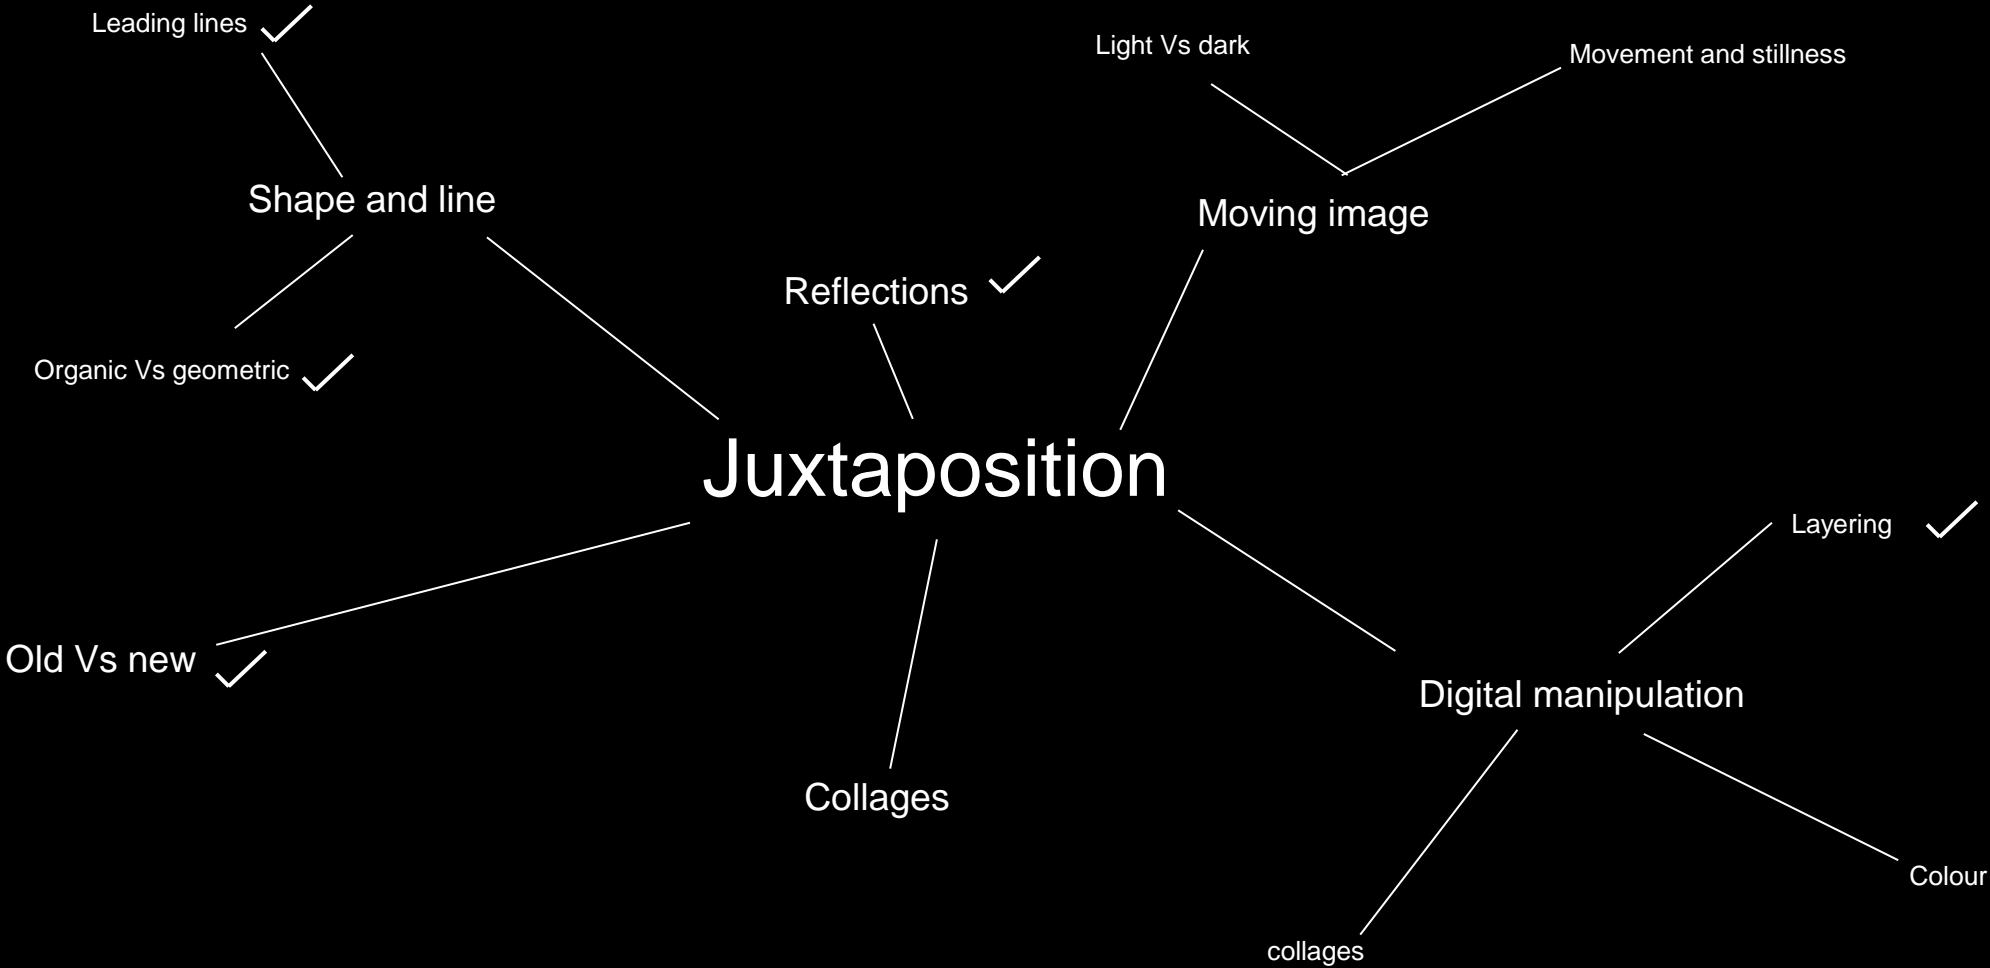 Leading lines
Light Vs dark
Movement and stillness
Shape and line
Moving image
Reflections
Organic Vs geometric
Juxtaposition
Layering
Old Vs new
Digital manipulation
Collages
Colour
collages